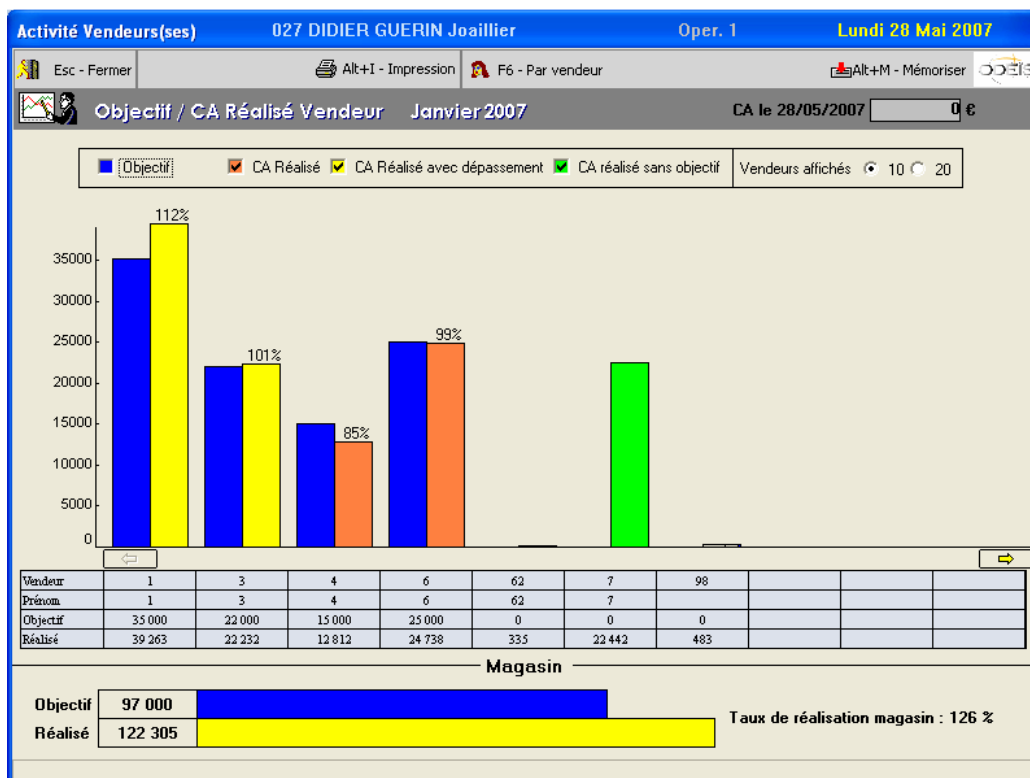 Activité Vendeurs(ses) 027 DIDIER GUERIN Joaillier Oper. 1 Lundi 28 Mai 2007
Esc - Fermer Alt+I - Impression F6 - Par vendeur Alt+M - Mémoriser
Objectif / CA Réalisé Vendeur Janvier 2007 CA le 28/05/2007 0 €
Objectif CA Réalisé CA Réalisé avec dépassement CA réalisé sans objectif Vendeurs affichés 10 20
112%
35000
30000
25000 99%
101%
20000
15000 85%
10000
5000
0
Vendeur 1 3 4 6 62 7 98
Prénom 1 3 4 6 62 7
Objectif 35 000 22 000 15 000 25 000 0 0 0
Réalisé 39 263 22 232 12 812 24 738 335 22 442 483
Magasin
Objectif 97 000
Taux de réalisation magasin : 126 %
Réalisé 122 305